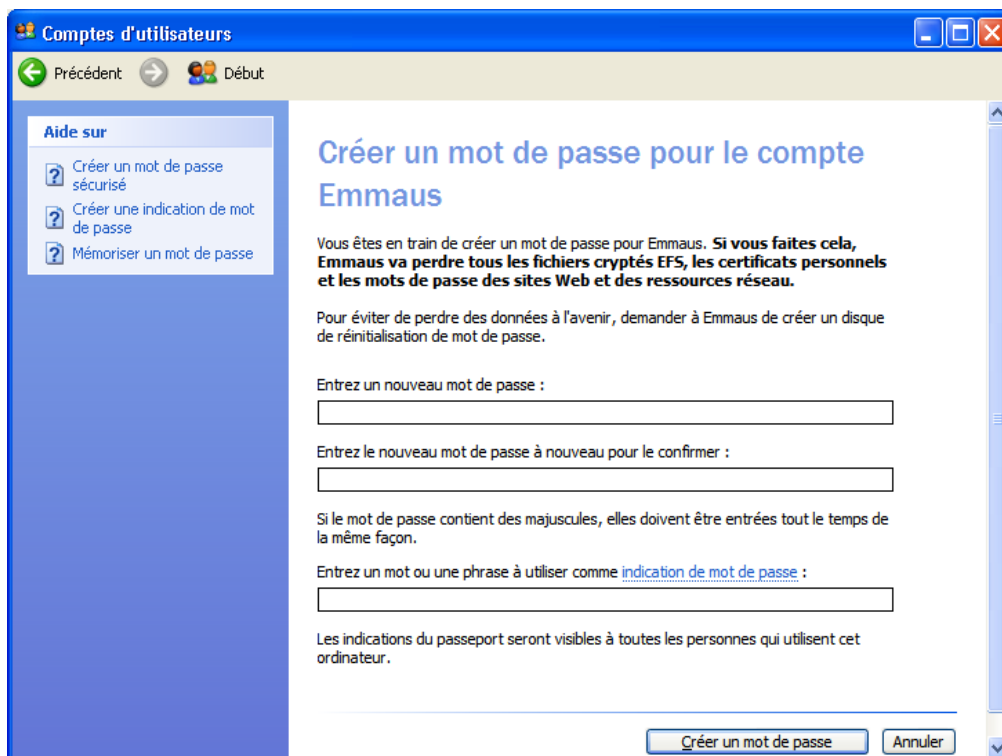 Comptes d'utilisateurs
Précédent
Début
Aide sur
Créer un mot de passe
sécurisé
Créer une indication de mot
de passe
Mémoriser un mot de passe
Créer un mot de passe pour le compte
Emmaus
Vous êtes en train de créer un mot de passe pour Emmaus. Si vous faites cela,
Emmaus va perdre tous les fichiers cryptés EFS, les certificats personnels
et les mots de passe des sites Web et des ressources réseau.
Pour éviter de perdre des données à l'avenir, demander à Emmaus de créer un disque
de réinitialisation de mot de passe.
Entrez un nouveau mot de passe :
Entrez le nouveau mot de passe à nouveau pour le confirmer :
Si le mot de passe contient des majuscules, elles doivent être entrées tout le temps de
la même façon.
Entrez un mot ou une phrase à utiliser comme indication de mot de passe :
Les indications du passeport seront visibles à toutes les personnes qui utilisent cet
ordinateur.
Créer un mot de passe
Annuler